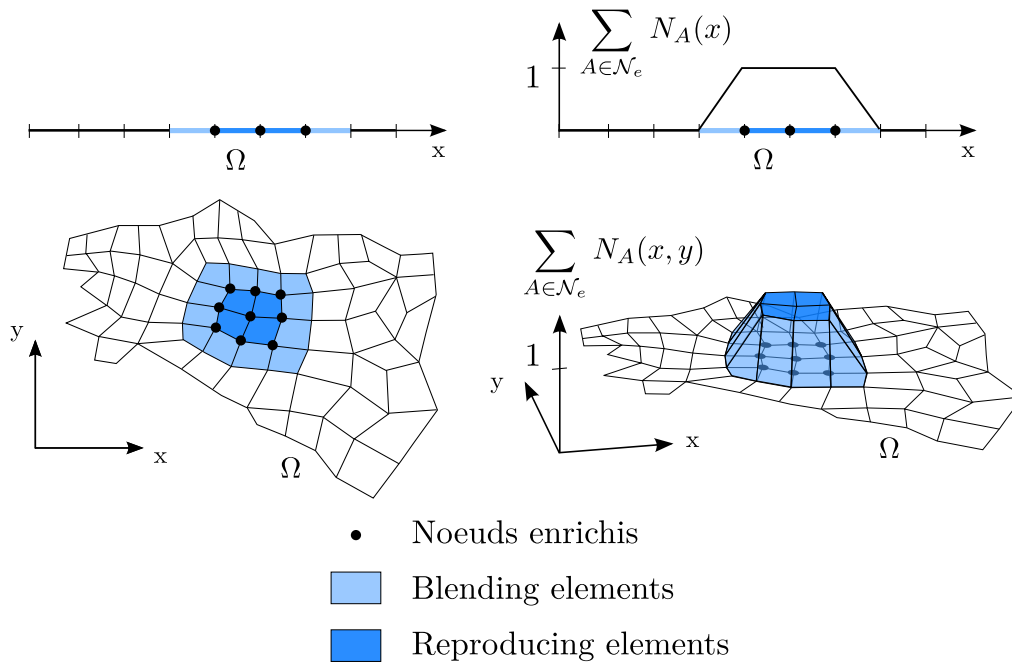 ∑ N_A(x)
A∈𝒩_e
1
x
Ω
x
Ω
∑ N_A(x, y)
A∈𝒩_e
y
1
y
x
x
Ω
Ω
Noeuds enrichis
Blending elements
Reproducing elements